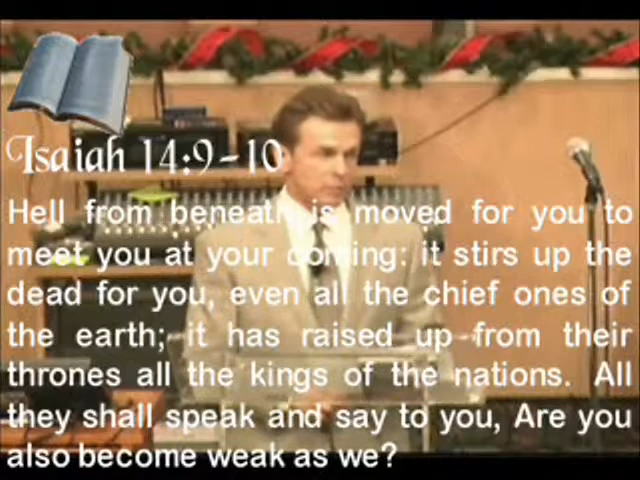 Isaiah 14:9-10
Hell from beneath is moved for you to
meet you at your coming: it stirs up the
dead for you, even all the chief ones of
the earth; it has raised up from their
thrones all the kings of the nations. All
they shall speak and say to you, Are you
also become weak as we?